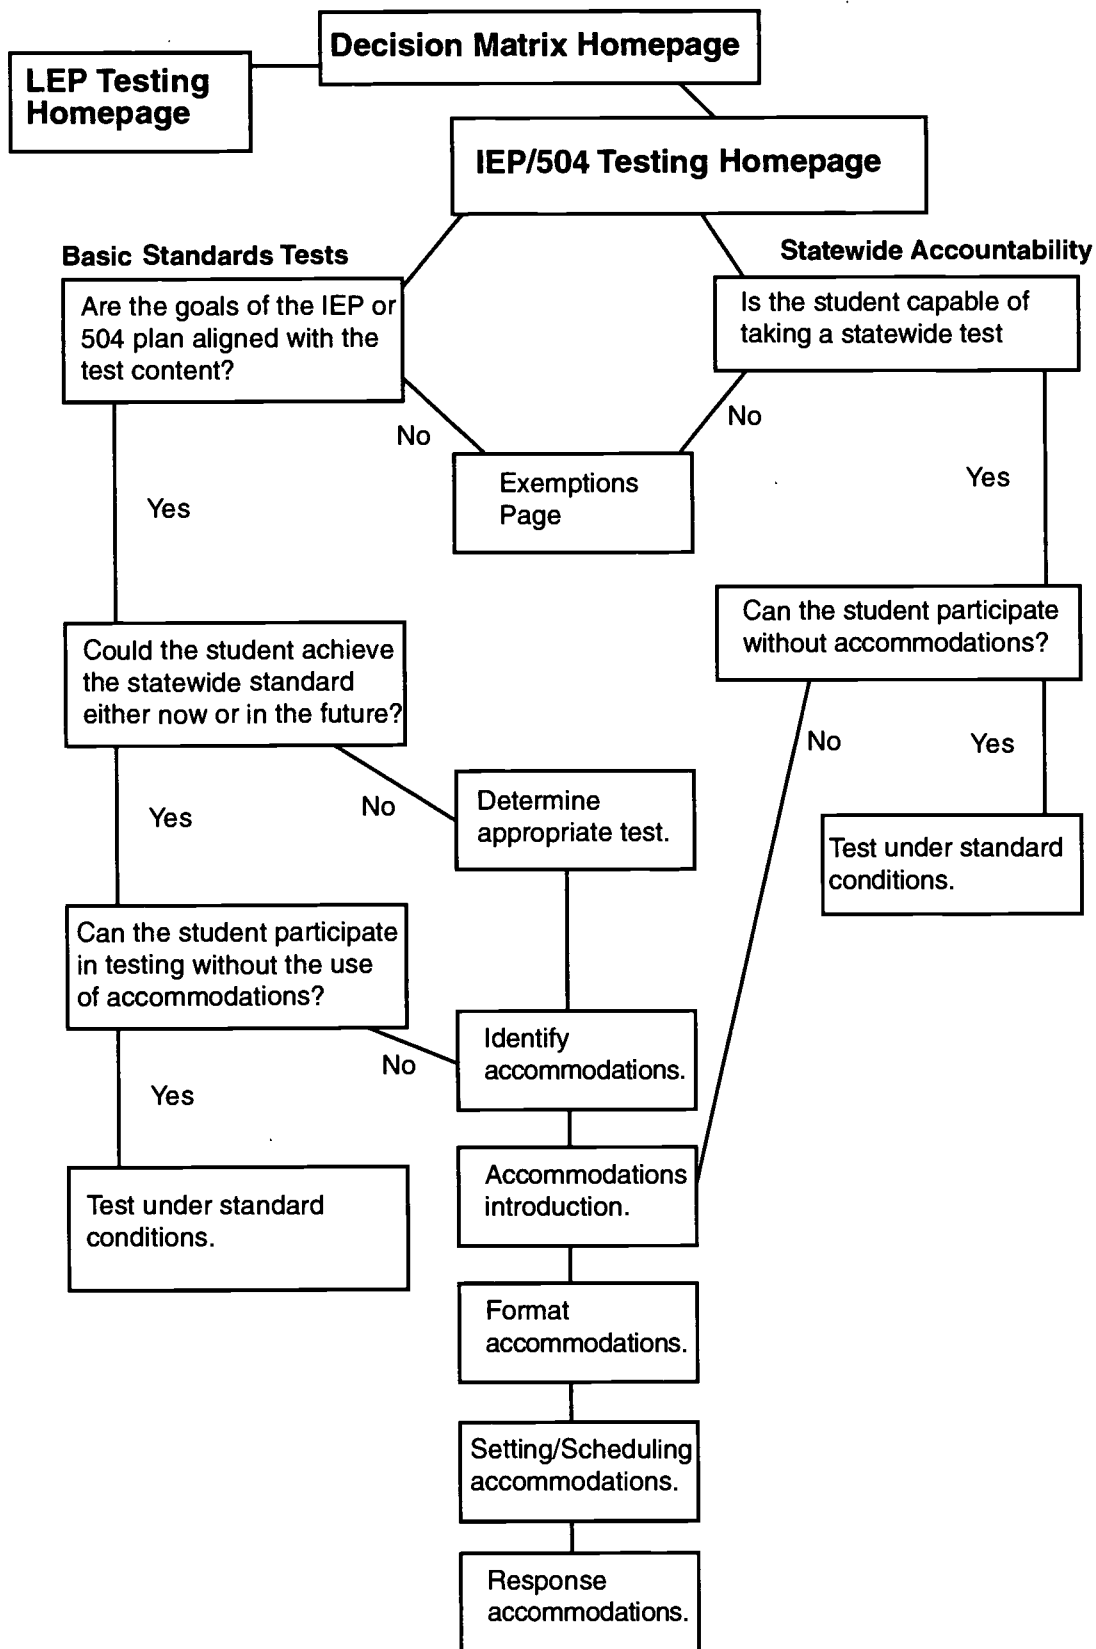 Decision Matrix Homepage
LEP Testing
Homepage
IEP/504 Testing Homepage
Basic Standards Tests
Statewide Accountability
Are the goals of the IEP or
504 plan aligned with the
test content?
Is the student capable of
taking a statewide test
No
No
Exemptions
Page
Yes
Yes
Can the student participate
without accommodations?
Could the student achieve
the statewide standard
either now or in the future?
No
Yes
No
Yes
Determine
appropriate test.
Test under standard
conditions.
Can the student participate
in testing without the use
of accommodations?
Identify
accommodations.
No
Yes
Accommodations
introduction.
Test under standard
conditions.
Format
accommodations.
Setting/Scheduling
accommodations.
Response
accommodations.